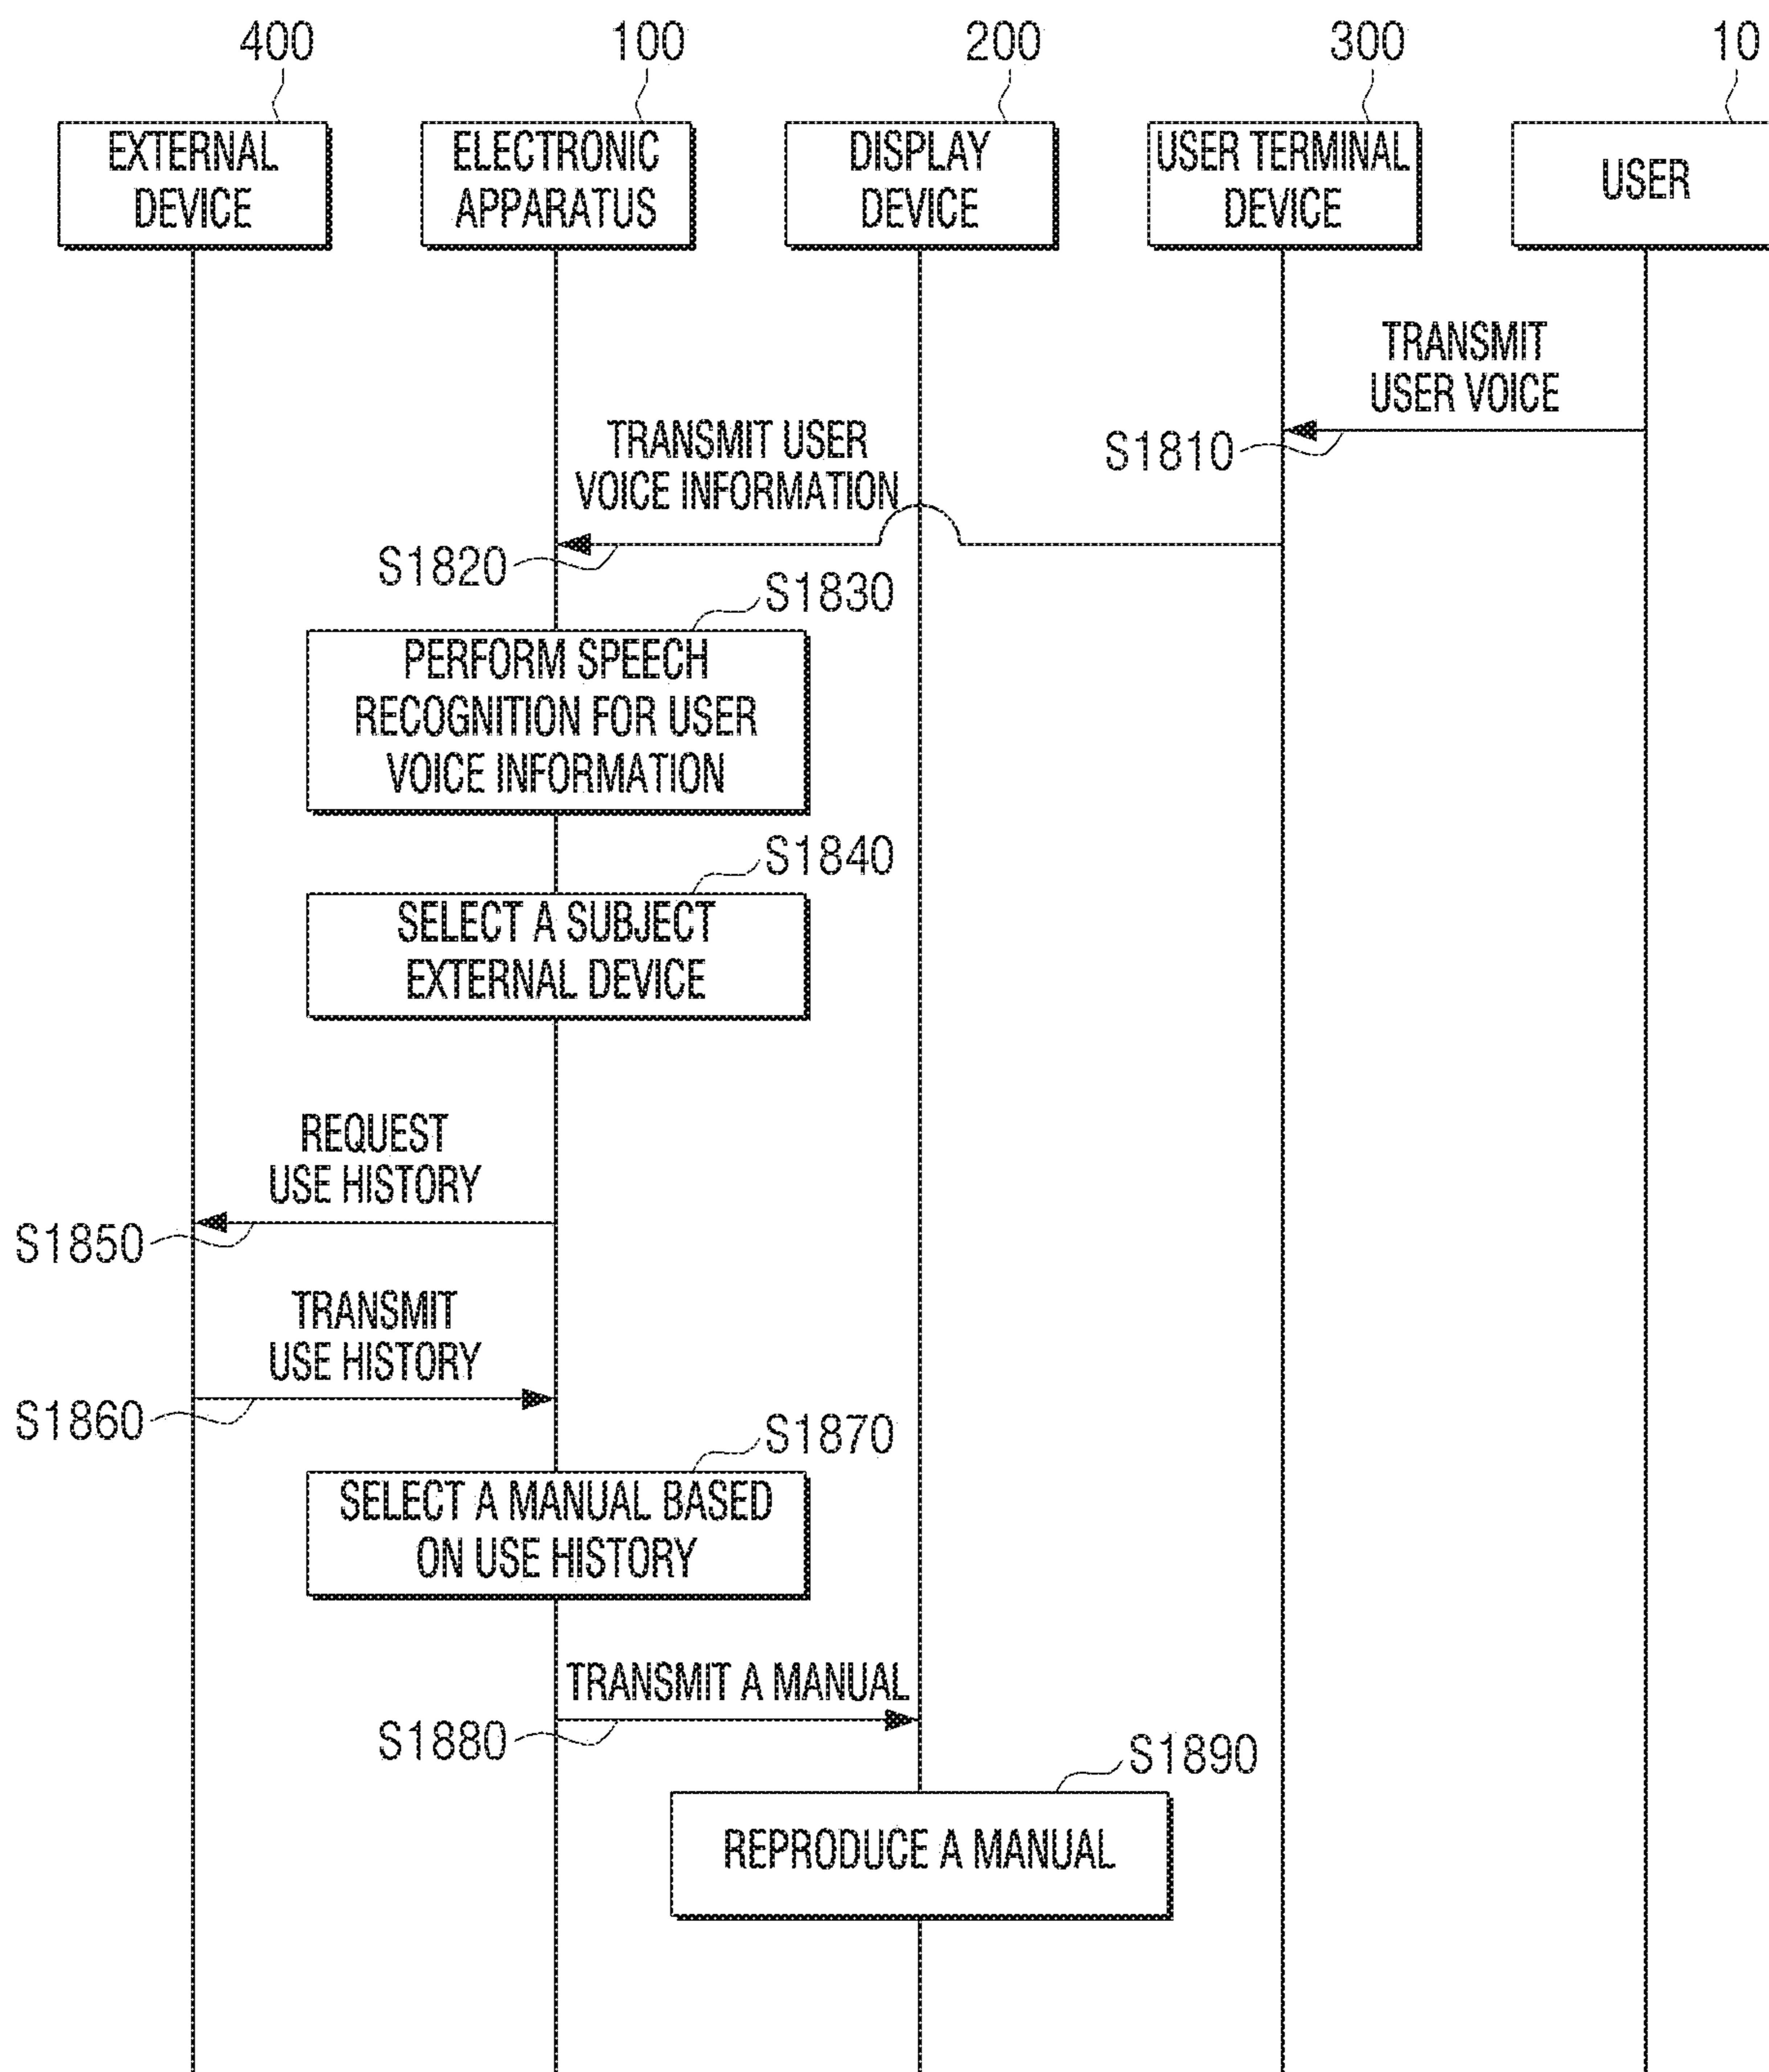 400
100
200
300
10
EXTERNAL
DEVICE
ELECTRONIC
APPARATUS
DISPLAY
DEVICE
USER TERMINAL
DEVICE
USER
TRANSMIT
USER VOICE
S1810
TRANSMIT USER
VOICE INFORMATION
S1820
S1830
PERFORM SPEECH
RECOGNITION FOR USER
VOICE INFORMATION
S1840
SELECT A SUBJECT
EXTERNAL DEVICE
REQUEST
USE HISTORY
S1850
TRANSMIT
USE HISTORY
S1860
S1870
SELECT A MANUAL BASED
ON USE HISTORY
TRANSMIT A MANUAL
S1880
S1890
REPRODUCE A MANUAL